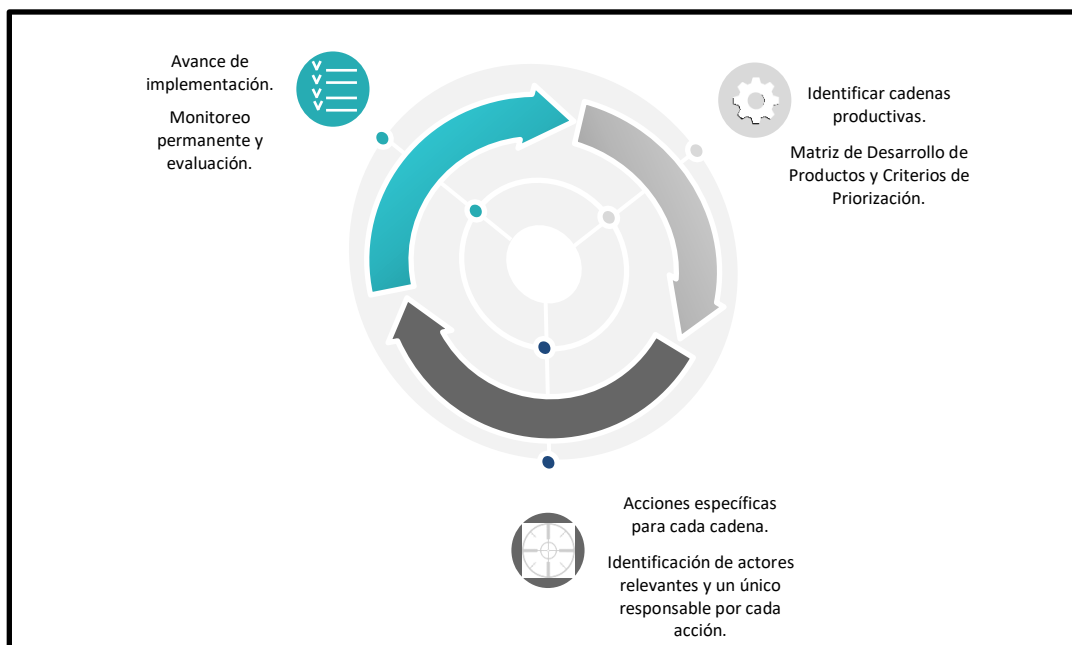 Avance de
implementación.
Monitoreo
permanente y
evaluación.
Identificar cadenas
productivas.
Matriz de Desarrollo de
Productos y Criterios de
Priorización.
Acciones específicas
para cada cadena.
Identificación de actores
relevantes y un único
responsable por cada
acción.